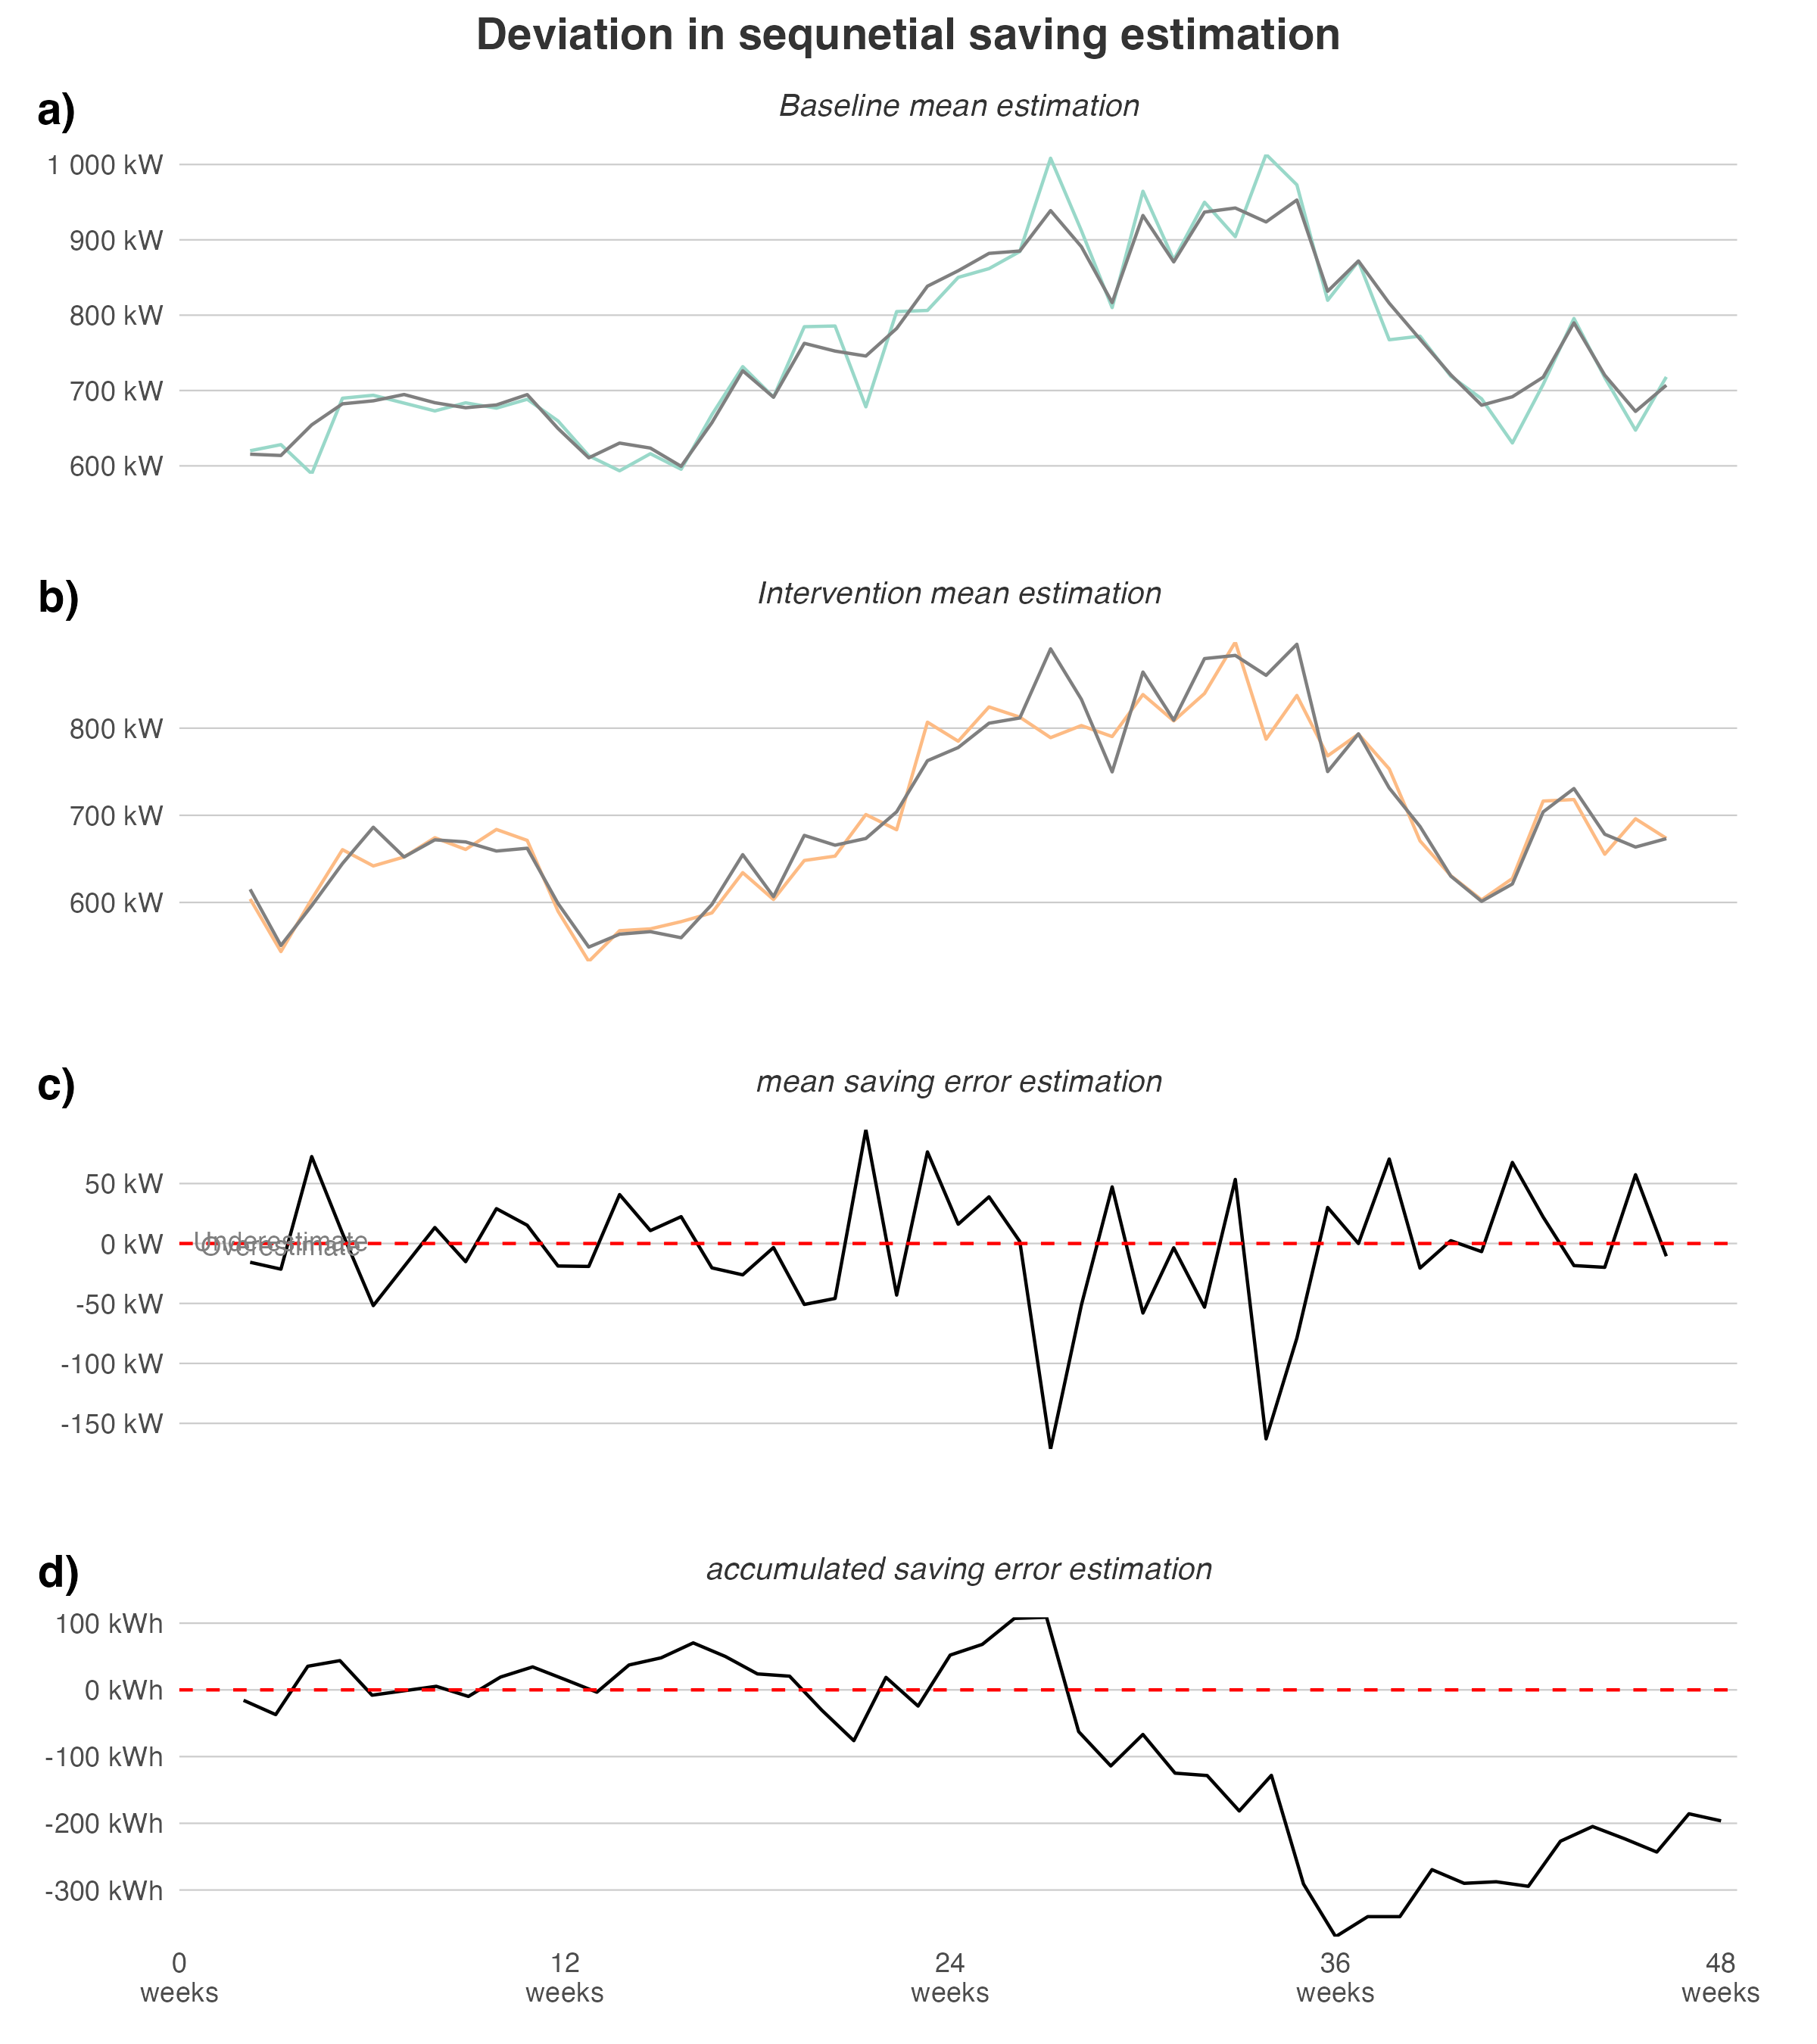 Deviation in sequnetial saving estimation
a)
Baseline mean estimation
1 000 kW
900 kW
800 kW
700 kW
600 kW
b)
Intervention mean estimation
800 kW
700 kW
600 kW
c)
mean saving error estimation
50 kW
0 kW
-50 kW
-100 kW
-150 kW
Underestimate
Overestimate
d)
accumulated saving error estimation
100 kWh
0 kWh
-100 kWh
-200 kWh
-300 kWh
0 weeks
12 weeks
24 weeks
36 weeks
48 weeks